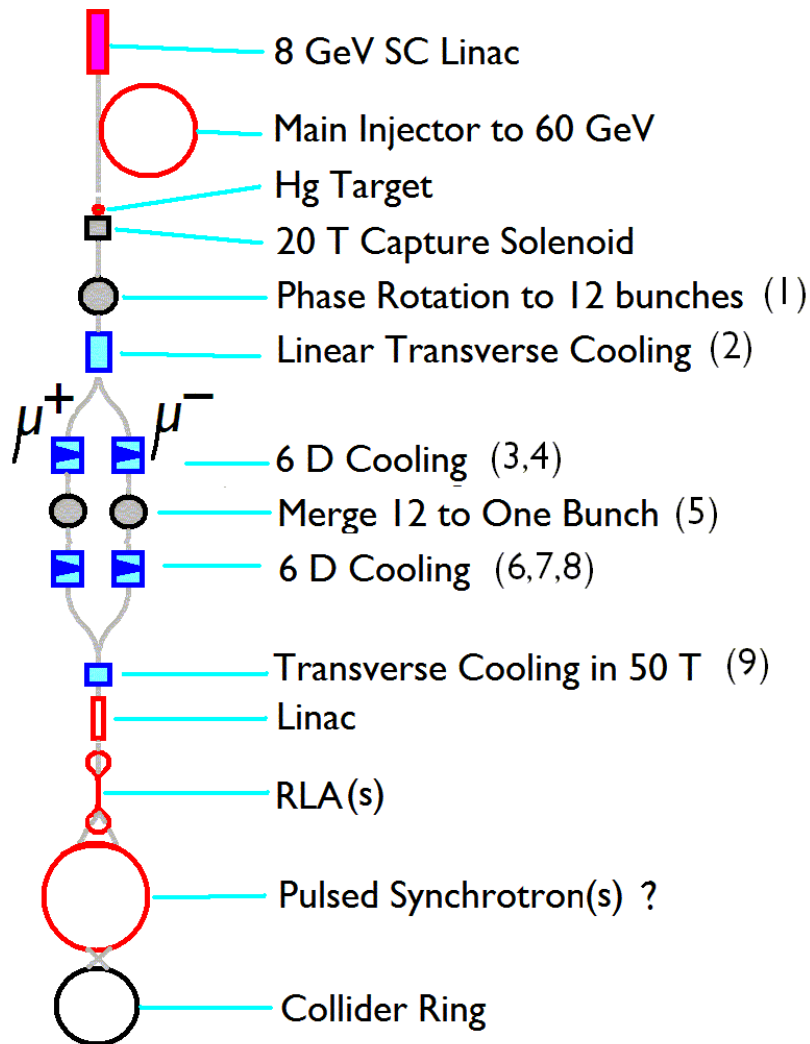 8 GeV SC Linac
Main Injector to 60 GeV
Hg Target
20 T Capture Solenoid
Phase Rotation to 12 bunches (1)
Linear Transverse Cooling (2)
μ+ μ−
6 D Cooling (3,4)
Merge 12 to One Bunch (5)
6 D Cooling (6,7,8)
Transverse Cooling in 50 T (9)
Linac
RLA(s)
Pulsed Synchrotron(s) ?
Collider Ring